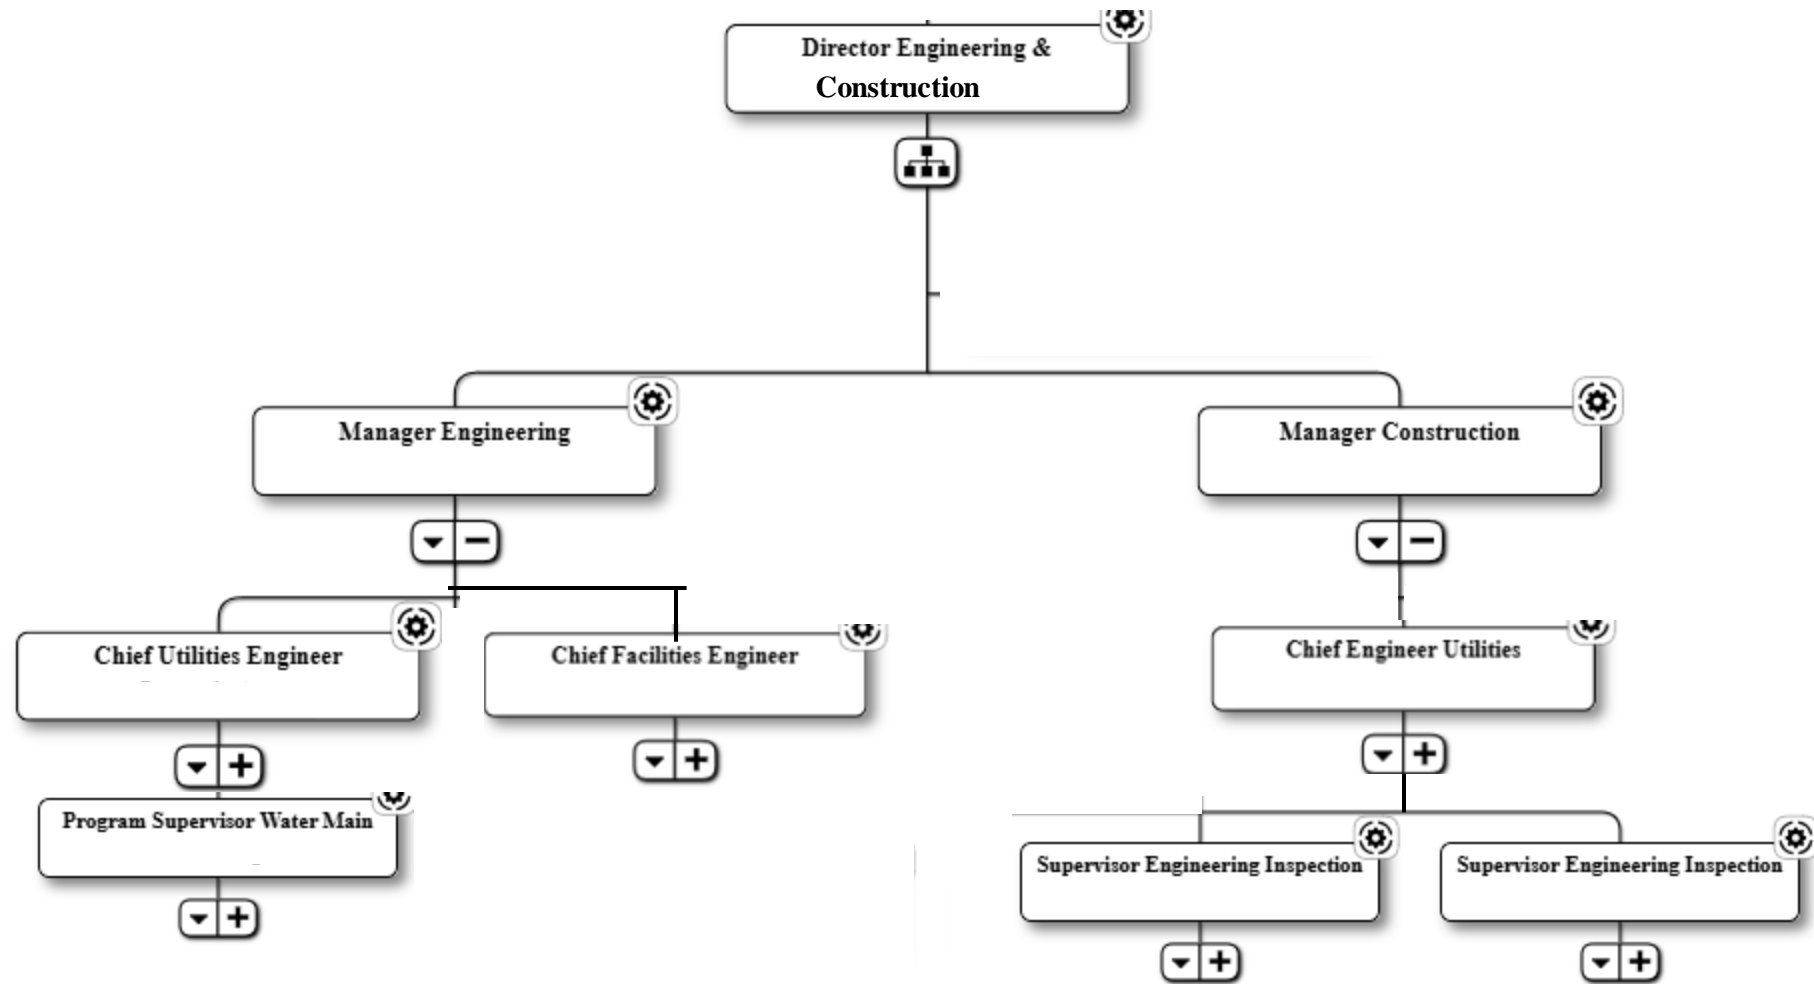 Director Engineering &
Construction
Manager Engineering
Manager Construction
Chief Utilities Engineer
Chief Facilities Engineer
Chief Engineer Utilities
Program Supervisor Water Main
Supervisor Engineering Inspection
Supervisor Engineering Inspection